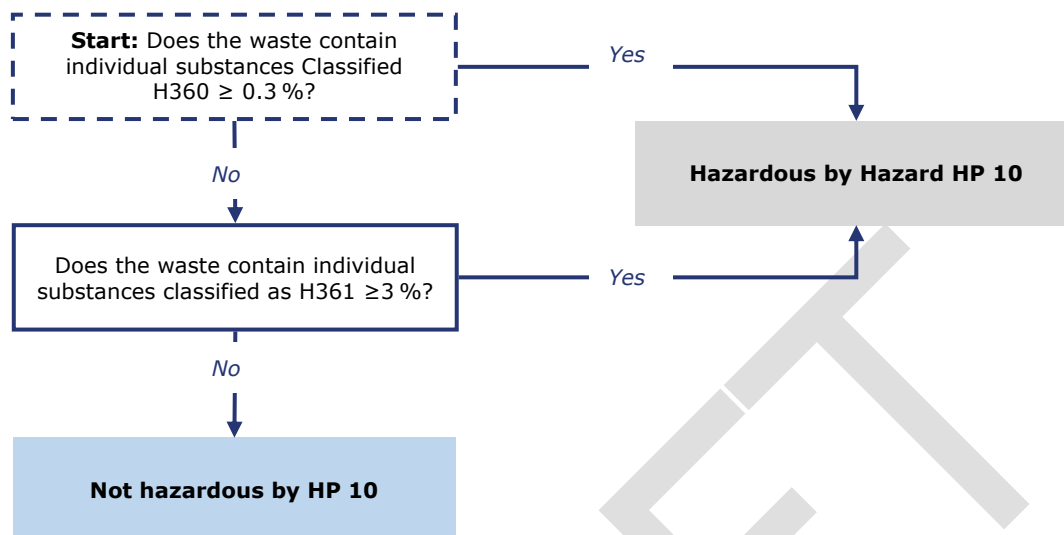 Start: Does the waste contain
individual substances Classified
H360 ≥ 0.3 %?
Yes
Hazardous by Hazard HP 10
No
Does the waste contain individual
substances classified as H361 ≥3 %?
Yes
No
Not hazardous by HP 10